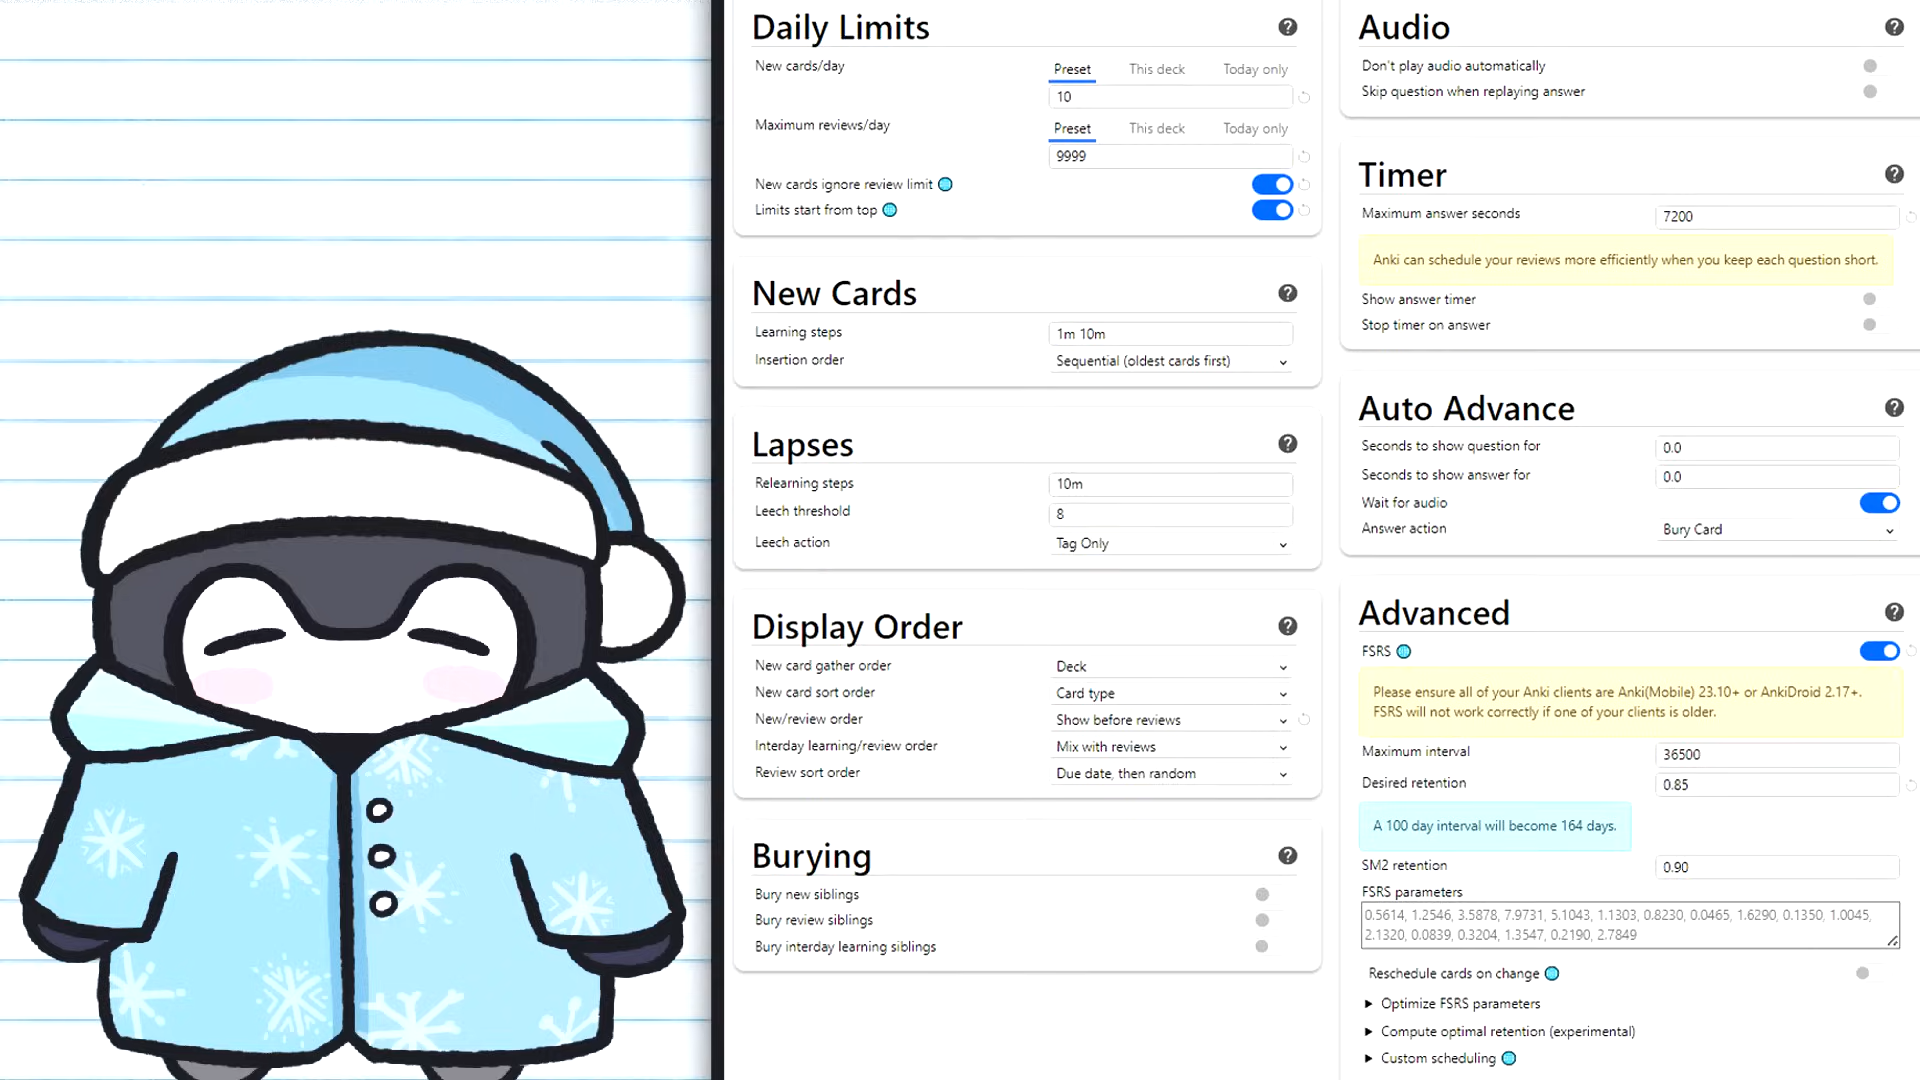 Daily Limits
New cards/day
Preset This deck Today only
10
Maximum reviews/day
Preset This deck Today only
9999
New cards ignore review limit
Limits start from top
New Cards
Learning steps 1m 10m
Insertion order Sequential (oldest cards first)
Lapses
Relearning steps 10m
Leech threshold 8
Leech action Tag Only
Display Order
New card gather order Deck
New card sort order Card type
New/review order Show before reviews
Interday learning/review order Mix with reviews
Review sort order Due date, then random
Burying
Bury new siblings
Bury review siblings
Bury interday learning siblings
Audio
Don't play audio automatically
Skip question when replaying answer
Timer
Maximum answer seconds 7200
Anki can schedule your reviews more efficiently when you keep each question short.
Show answer timer
Stop timer on answer
Auto Advance
Seconds to show question for 0.0
Seconds to show answer for 0.0
Wait for audio
Answer action Bury Card
Advanced
FSRS
Please ensure all of your Anki clients are Anki(Mobile) 23.10+ or AnkiDroid 2.17+.
FSRS will not work correctly if one of your clients is older.
Maximum interval 36500
Desired retention 0.85
A 100 day interval will become 164 days.
SM2 retention 0.90
FSRS parameters
0.5614, 1.2546, 3.5878, 7.9731, 5.1043, 1.1303, 0.8230, 0.0465, 1.6290, 0.1350, 1.0045,
2.1320, 0.0839, 0.3204, 1.3547, 0.2190, 2.7849
Reschedule cards on change
Optimize FSRS parameters
Compute optimal retention (experimental)
Custom scheduling